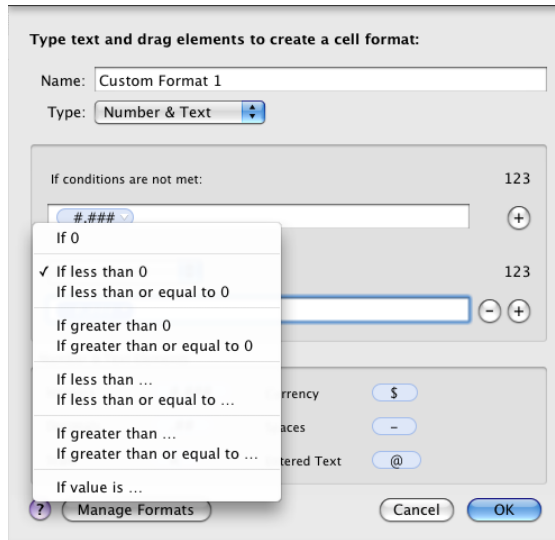 Type text and drag elements to create a cell format:
Name: Custom Format 1
Type: Number & Text
If conditions are not met: 123
#,### +
If 0
✓ If less than 0 123
If less than or equal to 0
− +
If greater than 0
If greater than or equal to 0
If less than ...
$
If less than or equal to ...
–
If greater than ...
If greater than or equal to ... Text @
If value is ...
? Manage Formats Cancel OK